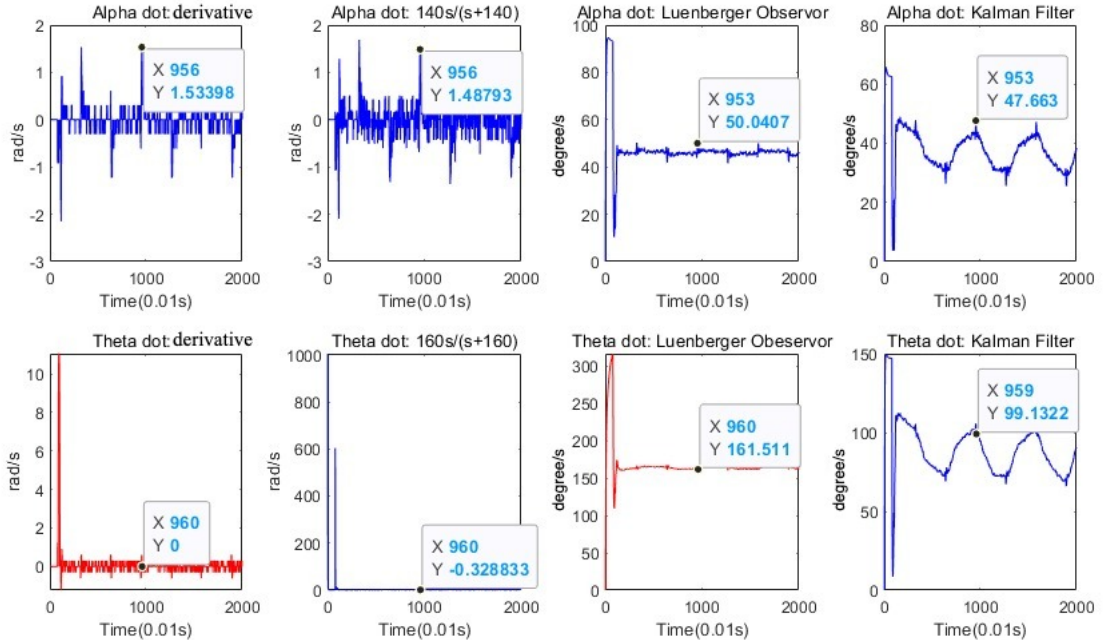 Alpha dot: derivative
2
1
0
-1
-2
-3
rad/s
X 956
Y 1.53398
0 1000 2000
Time(0.01s)
Alpha dot: 140s/(s+140)
2
1
0
-1
-2
-3
rad/s
X 956
Y 1.48793
0 1000 2000
Time(0.01s)
Alpha dot: Luenberger Observor
100
80
60
40
20
0
degree/s
X 953
Y 50.0407
0 1000 2000
Time(0.01s)
Alpha dot: Kalman Filter
80
60
40
20
0
degree/s
X 953
Y 47.663
0 1000 2000
Time(0.01s)
Theta dot: derivative
10
8
6
4
2
0
rad/s
X 960
Y 0
0 1000 2000
Time(0.01s)
Theta dot: 160s/(s+160)
1000
800
600
400
200
0
rad/s
X 960
Y -0.328833
0 1000 2000
Time(0.01s)
Theta dot: Luenberger Obeservor
300
250
200
150
100
50
0
degree/s
X 960
Y 161.511
0 1000 2000
Time(0.01s)
Theta dot: Kalman Filter
150
100
50
0
degree/s
X 959
Y 99.1322
0 1000 2000
Time(0.01s)